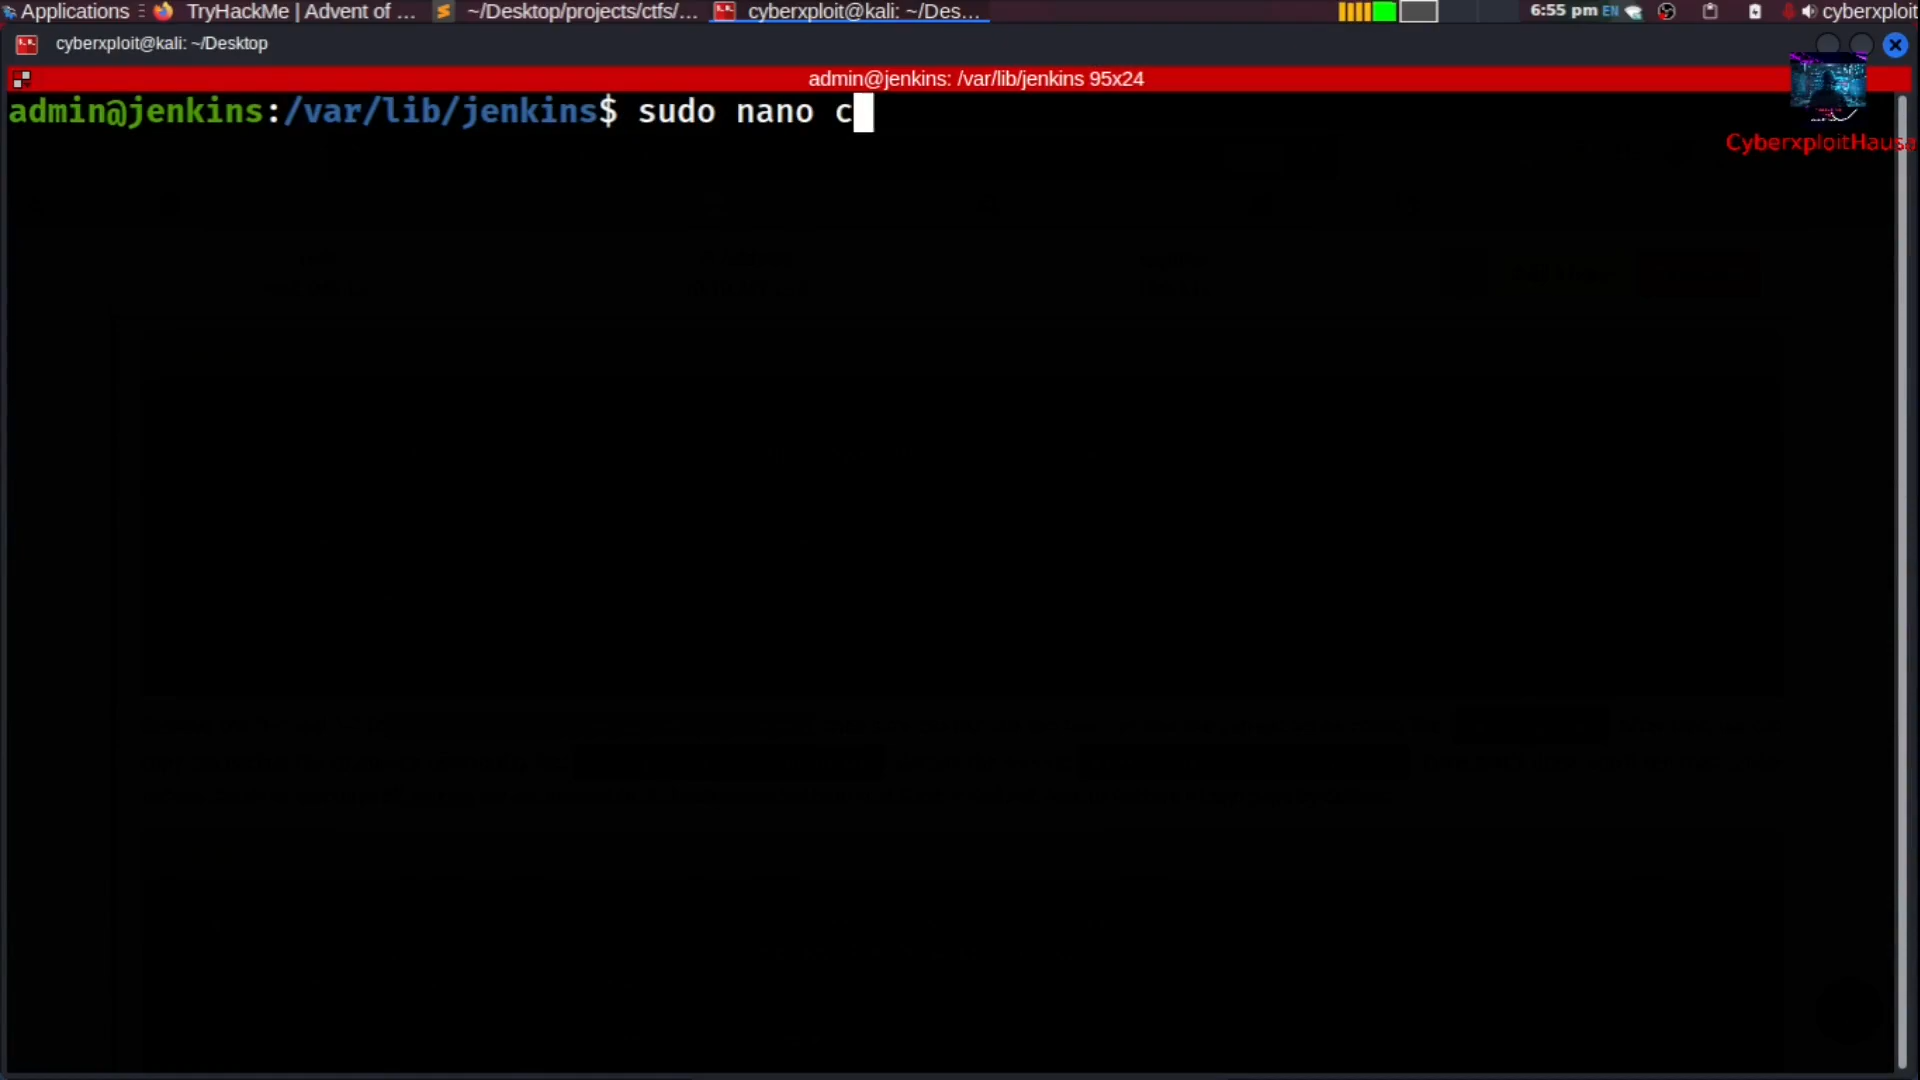 Applications
TryHackMe | Advent of ...
~/Desktop/projects/ctfs/...
cyberxploit@kali: ~/Des...
6:55 pm EN
cyberxploit
cyberxploit@kali: ~/Desktop
admin@jenkins: /var/lib/jenkins 95x24
admin@jenkins:/var/lib/jenkins$ sudo nano c
CyberxploitHausa